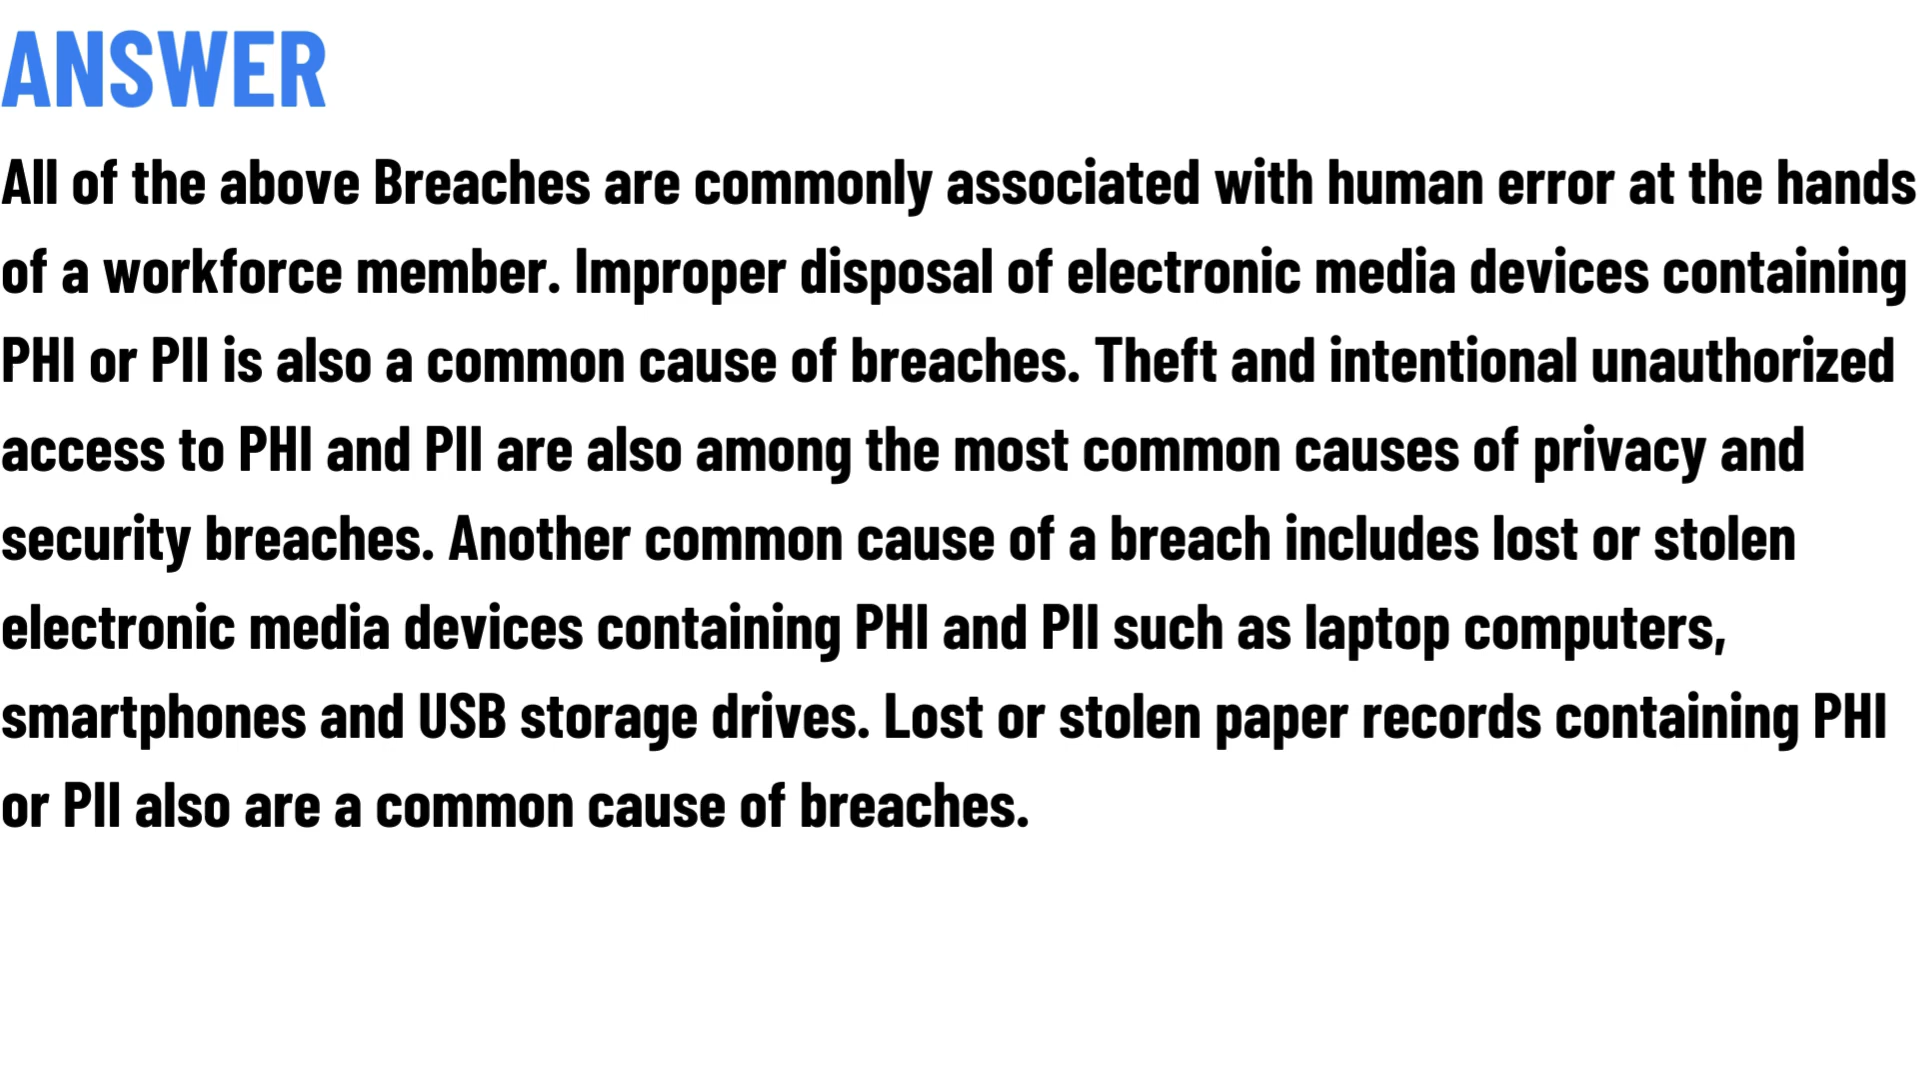 ANSWER
All of the above Breaches are commonly associated with human error at the hands
of a workforce member. Improper disposal of electronic media devices containing
PHI or PII is also a common cause of breaches. Theft and intentional unauthorized
access to PHI and PII are also among the most common causes of privacy and
security breaches. Another common cause of a breach includes lost or stolen
electronic media devices containing PHI and PII such as laptop computers,
smartphones and USB storage drives. Lost or stolen paper records containing PHI
or PII also are a common cause of breaches.